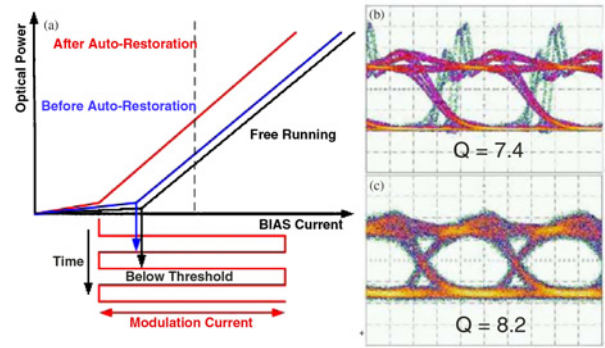 (a)
After Auto-Restoration
Before Auto-Restoration
Free Running
Optical Power
BIAS Current
Time
Below Threshold
Modulation Current
(b)
Q = 7.4
(c)
Q = 8.2